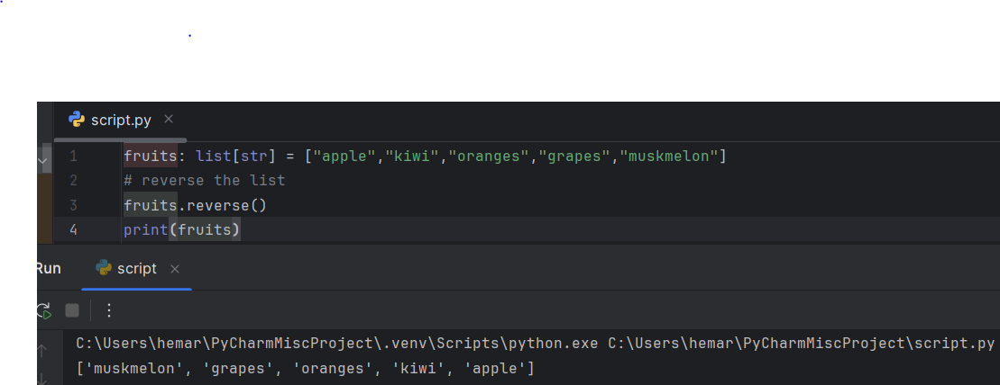 script.py
1 fruits: list[str] = ["apple","kiwi","oranges","grapes","muskmelon"]
2 # reverse the list
3 fruits.reverse()
4 print(fruits)
Run script
C:\Users\hemar\PyCharmMiscProject\.venv\Scripts\python.exe C:\Users\hemar\PyCharmMiscProject\script.py
['muskmelon', 'grapes', 'oranges', 'kiwi', 'apple']